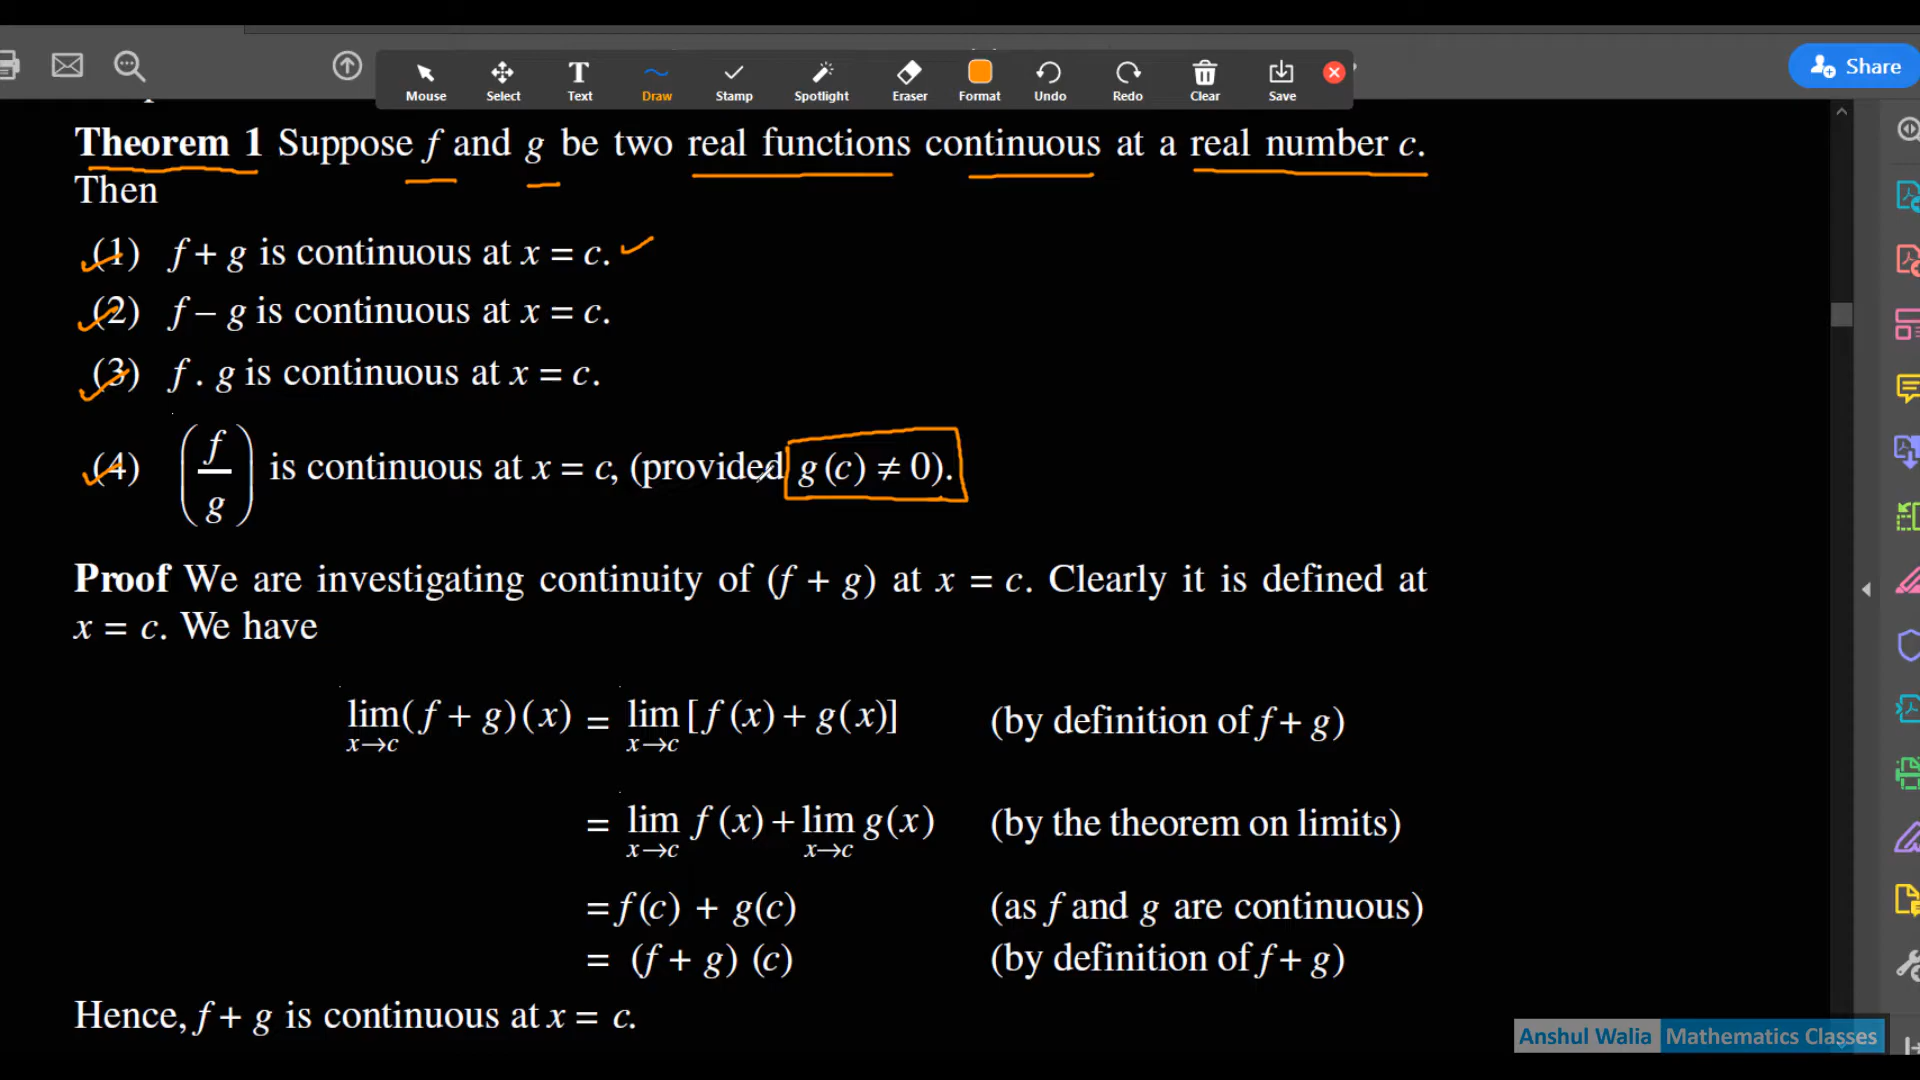 Mouse Select Text Draw Stamp Spotlight Eraser Format Undo Redo Clear Save
Share
Theorem 1 Suppose f and g be two real functions continuous at a real number c.
Then
(1) f + g is continuous at x = c.
(2) f – g is continuous at x = c.
(3) f . g is continuous at x = c.
(4) (f/g) is continuous at x = c, (provided g (c) ≠ 0).
Proof We are investigating continuity of (f + g) at x = c. Clearly it is defined at
x = c. We have
lim x→c (f + g)(x) = lim x→c [f (x) + g(x)] (by definition of f + g)
= lim x→c f (x) + lim x→c g(x) (by the theorem on limits)
= f (c) + g(c) (as f and g are continuous)
= (f + g) (c) (by definition of f + g)
Hence, f + g is continuous at x = c.
Anshul Walia Mathematics Classes